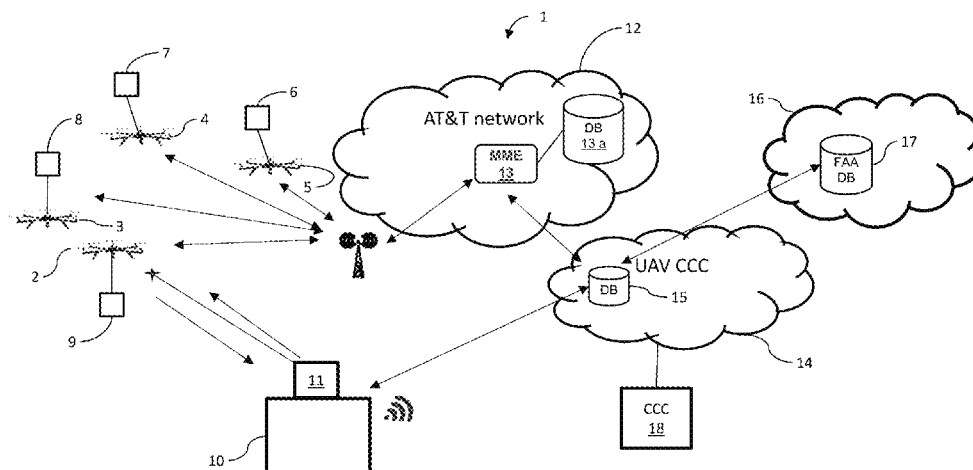 1
12
7
8
6
4
AT&T network
DB
13.a
MME
13
16
FAA
DB
17
5
3
2
UAV CCC
DB
15
9
14
11
CCC
18
10